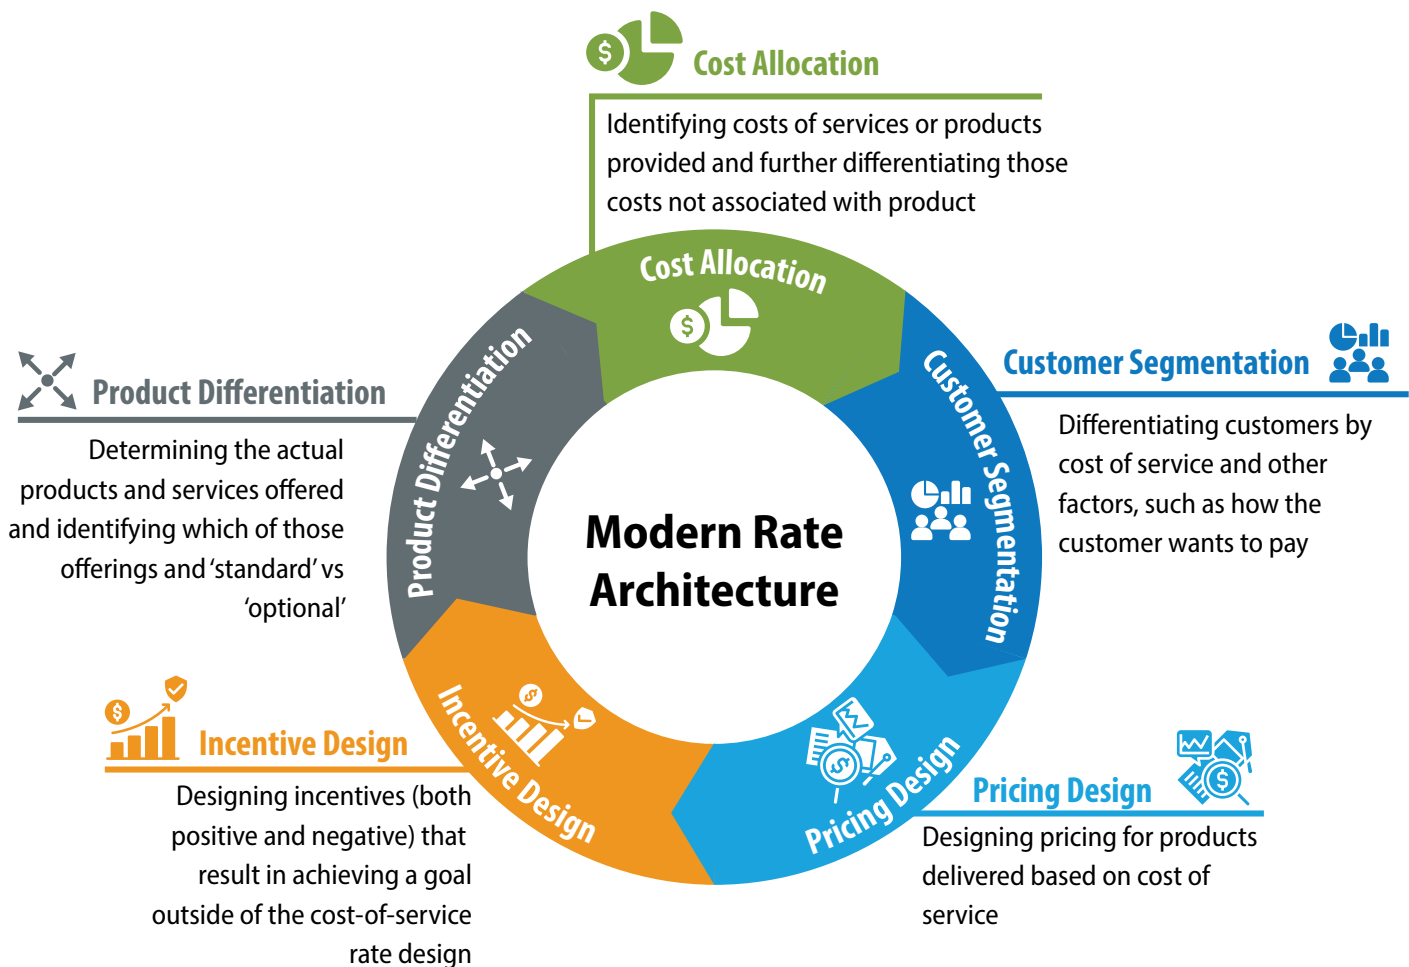 Cost Allocation
Identifying costs of services or products
provided and further differentiating those
costs not associated with product
Cost Allocation
Customer Segmentation
Customer Segmentation
Differentiating customers by
cost of service and other
factors, such as how the
customer wants to pay
Product Differentiation
Product Differentiation
Determining the actual
products and services offered
and identifying which of those
offerings and ‘standard’ vs
‘optional’
Modern Rate
Architecture
Incentive Design
Incentive Design
Designing incentives (both
positive and negative) that
result in achieving a goal
outside of the cost-of-service
rate design
Pricing Design
Pricing Design
Designing pricing for products
delivered based on cost of
service